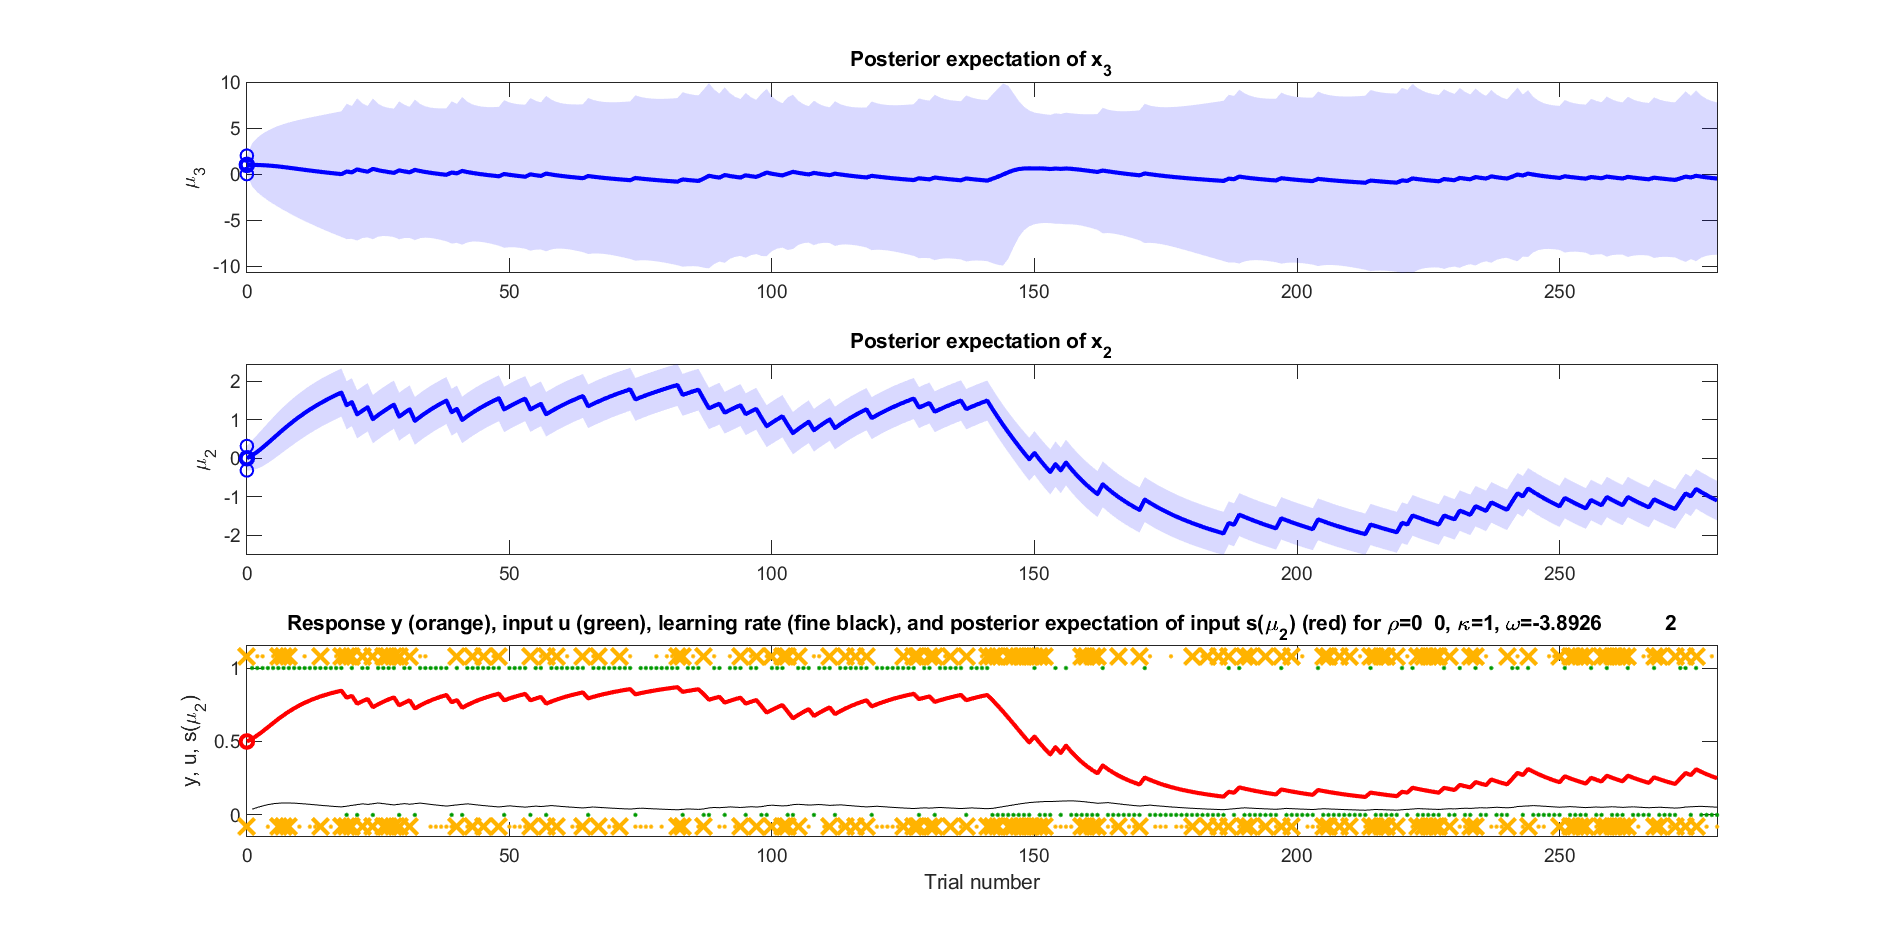 Posterior expectation of x3
10
5
0
-5
-10
μ3
0 50 100 150 200 250
Posterior expectation of x2
2
1
0
-1
-2
μ2
0 50 100 150 200 250
Response y (orange), input u (green), learning rate (fine black), and posterior expectation of input s(μ2) (red) for ρ=0 0, κ=1, ω=-3.8926 2
1
0.5
0
y, u, s(μ2)
0 50 100 150 200 250
Trial number